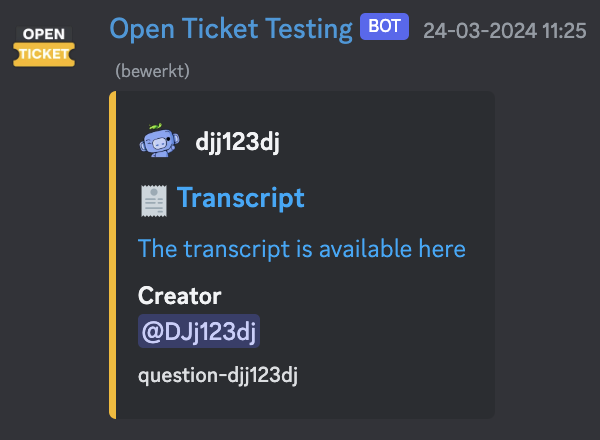 OPEN
TICKET
Open Ticket Testing BOT 24-03-2024 11:25
(bewerkt)
djj123dj
Transcript
The transcript is available here
Creator
@DJj123dj
question-djj123dj